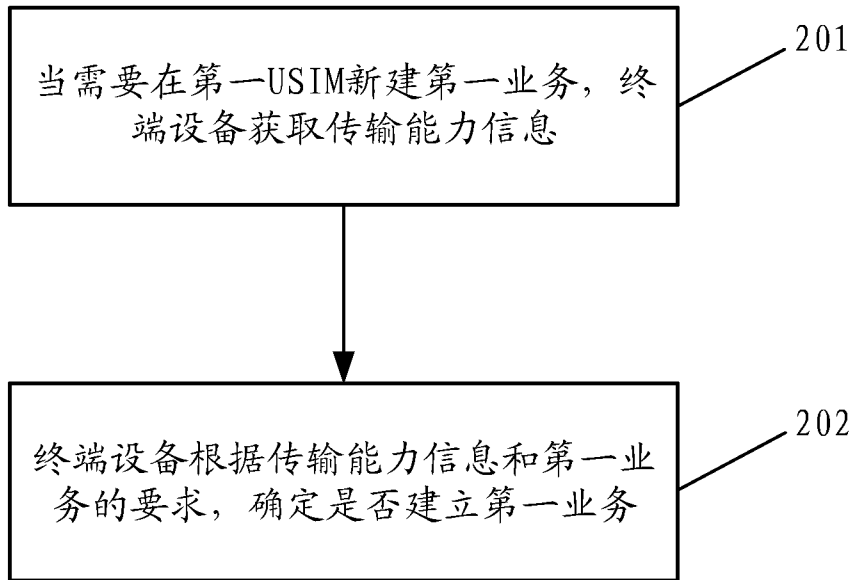 当需要在第一USIM新建第一业务，终
端设备获取传输能力信息
201
终端设备根据传输能力信息和第一业
务的要求，确定是否建立第一业务
202